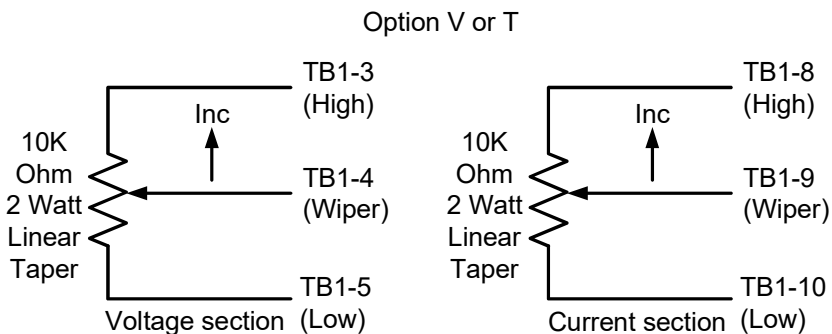 Option V or T
TB1-3
(High)
Inc
10K
Ohm
2 Watt
Linear
Taper
TB1-4
(Wiper)
TB1-5
(Low)
Voltage section
TB1-8
(High)
Inc
10K
Ohm
2 Watt
Linear
Taper
TB1-9
(Wiper)
TB1-10
(Low)
Current section